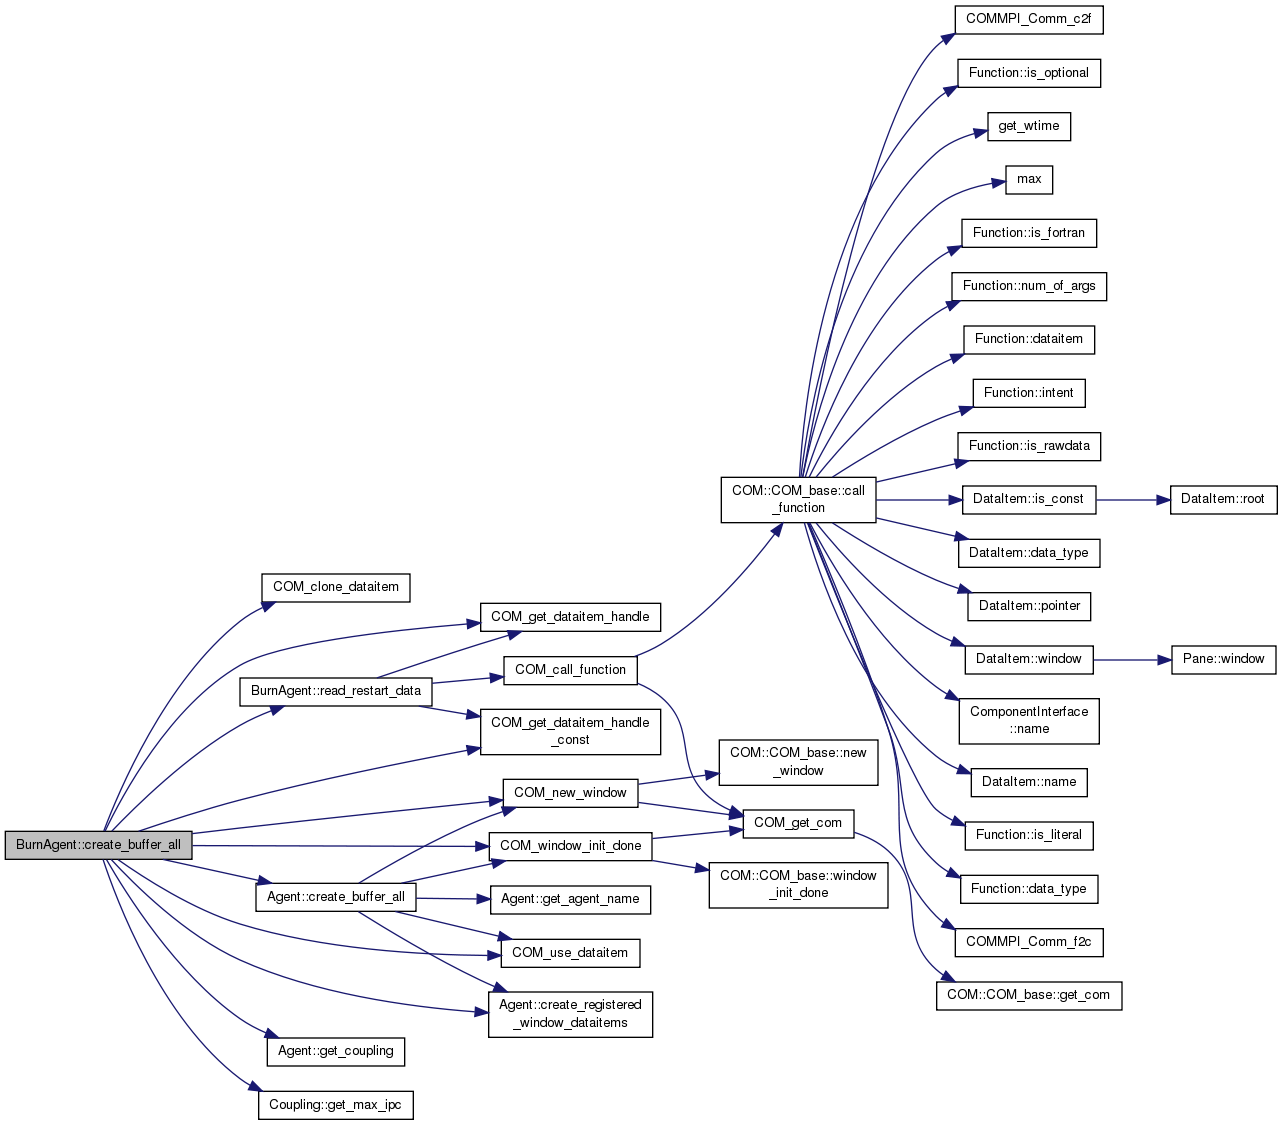 COMMPI_Comm_c2f
Function::is_optional
get_wtime
max
Function::is_fortran
Function::num_of_args
Function::dataitem
Function::intent
Function::is_rawdata
COM::COM_base::call
_function
DataItem::is_const
DataItem::root
DataItem::data_type
COM_clone_dataitem
COM_get_dataitem_handle
DataItem::pointer
BurnAgent::read_restart_data
COM_call_function
DataItem::window
Pane::window
COM_get_dataitem_handle
_const
ComponentInterface
::name
COM::COM_base::new
_window
DataItem::name
COM_new_window
COM_get_com
Function::is_literal
BurnAgent::create_buffer_all
COM_window_init_done
COM::COM_base::window
_init_done
Function::data_type
Agent::create_buffer_all
Agent::get_agent_name
COMMPI_Comm_f2c
COM_use_dataitem
COM::COM_base::get_com
Agent::create_registered
_window_dataitems
Agent::get_coupling
Coupling::get_max_ipc